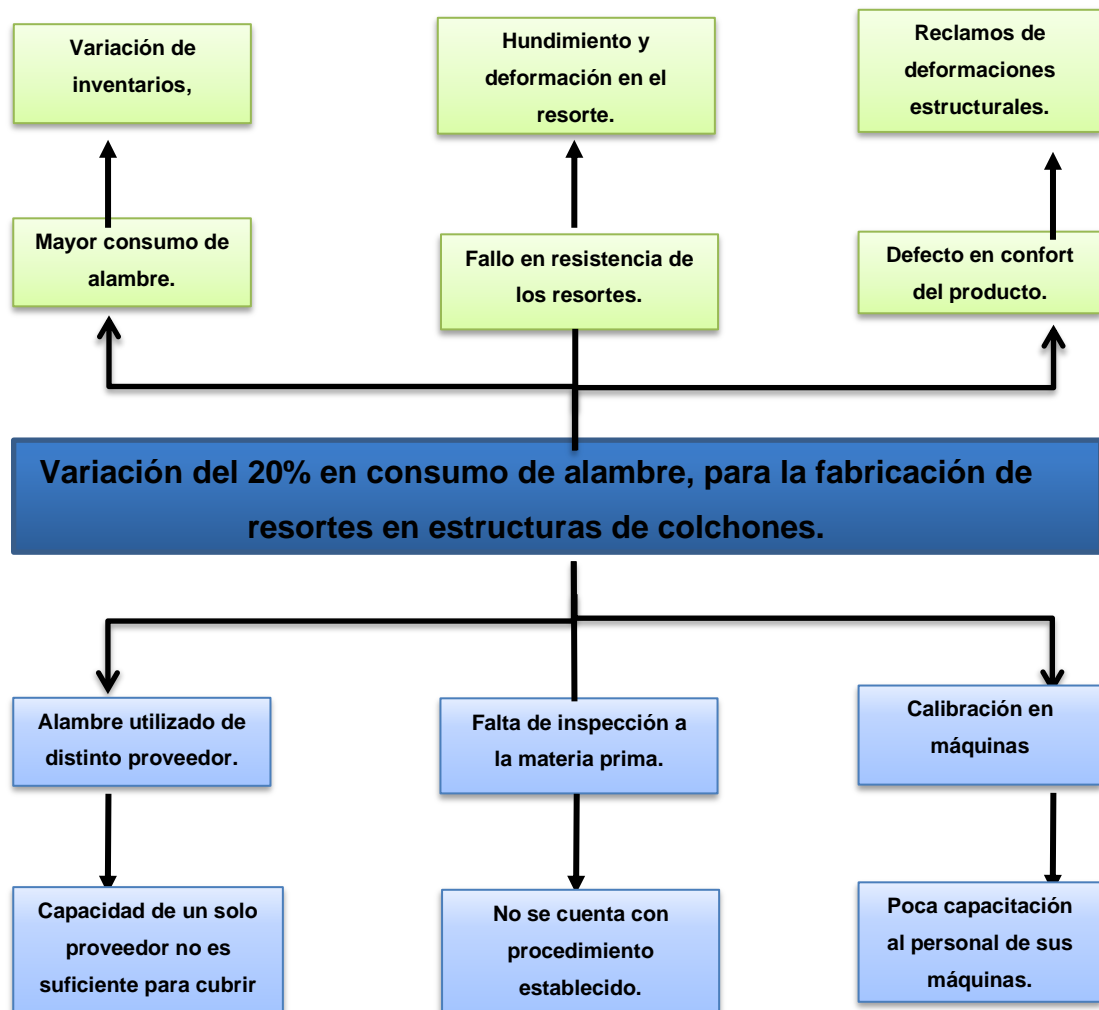 Variación de
inventarios,
Hundimiento y
deformación en el
resorte.
Reclamos de
deformaciones
estructurales.
Mayor consumo de
alambre.
Fallo en resistencia de
los resortes.
Defecto en confort
del producto.
Variación del 20% en consumo de alambre, para la fabricación de
resortes en estructuras de colchones.
Alambre utilizado de
distinto proveedor.
Falta de inspección a
la materia prima.
Calibración en
máquinas
Capacidad de un solo
proveedor no es
suficiente para cubrir
No se cuenta con
procedimiento
establecido.
Poca capacitación
al personal de sus
máquinas.